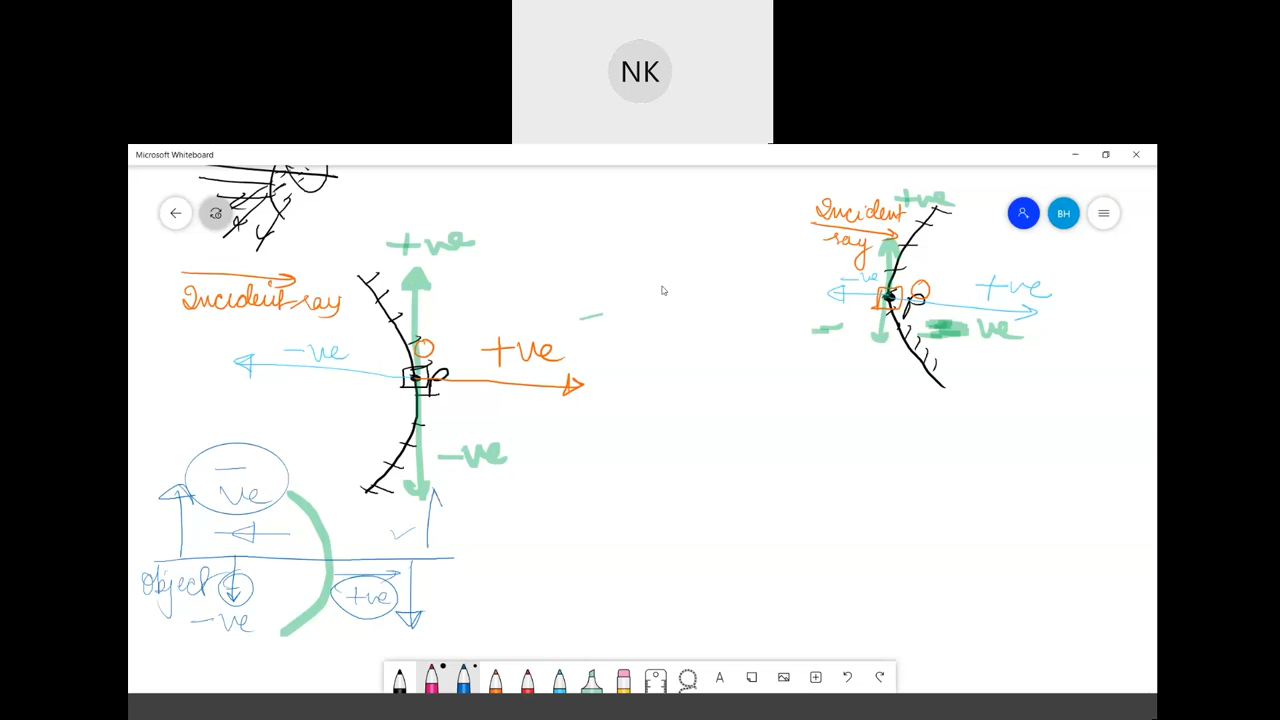 NK
Microsoft Whiteboard
BH
+ve
Incident ray
-ve
O
+ve
P
-ve
+ve
Incident
ray
-ve
O
+ve
P
-
ve
-
-ve
object
-ve
+ve
A